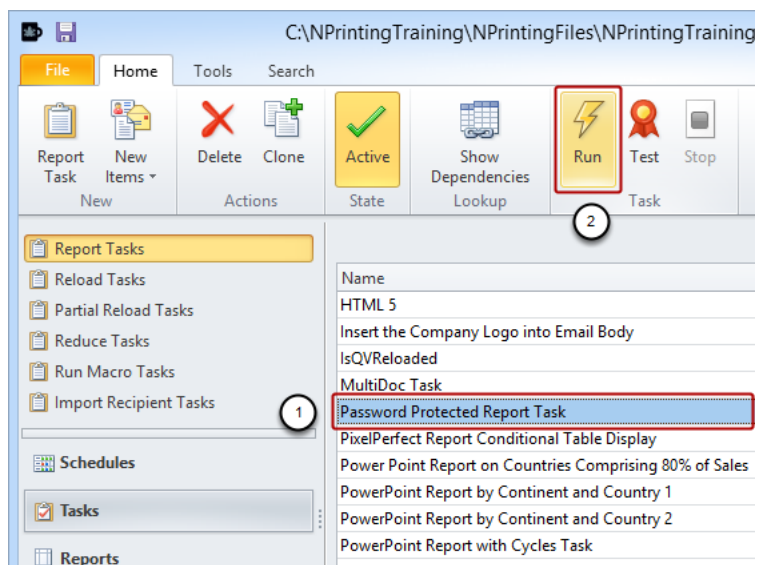 C:\NPrintingTraining\NPrintingFiles\NPrintingTraining
File Home Tools Search
Report Task New Items Delete Clone Active Show Dependencies Run Test Stop
New Actions State Lookup Task
2
Report Tasks
Reload Tasks
Partial Reload Tasks
Reduce Tasks
Run Macro Tasks
Import Recipient Tasks
Schedules
Tasks
Reports
Name
HTML 5
Insert the Company Logo into Email Body
IsQVReloaded
MultiDoc Task
1
Password Protected Report Task
PixelPerfect Report Conditional Table Display
Power Point Report on Countries Comprising 80% of Sales
PowerPoint Report by Continent and Country 1
PowerPoint Report by Continent and Country 2
PowerPoint Report with Cycles Task